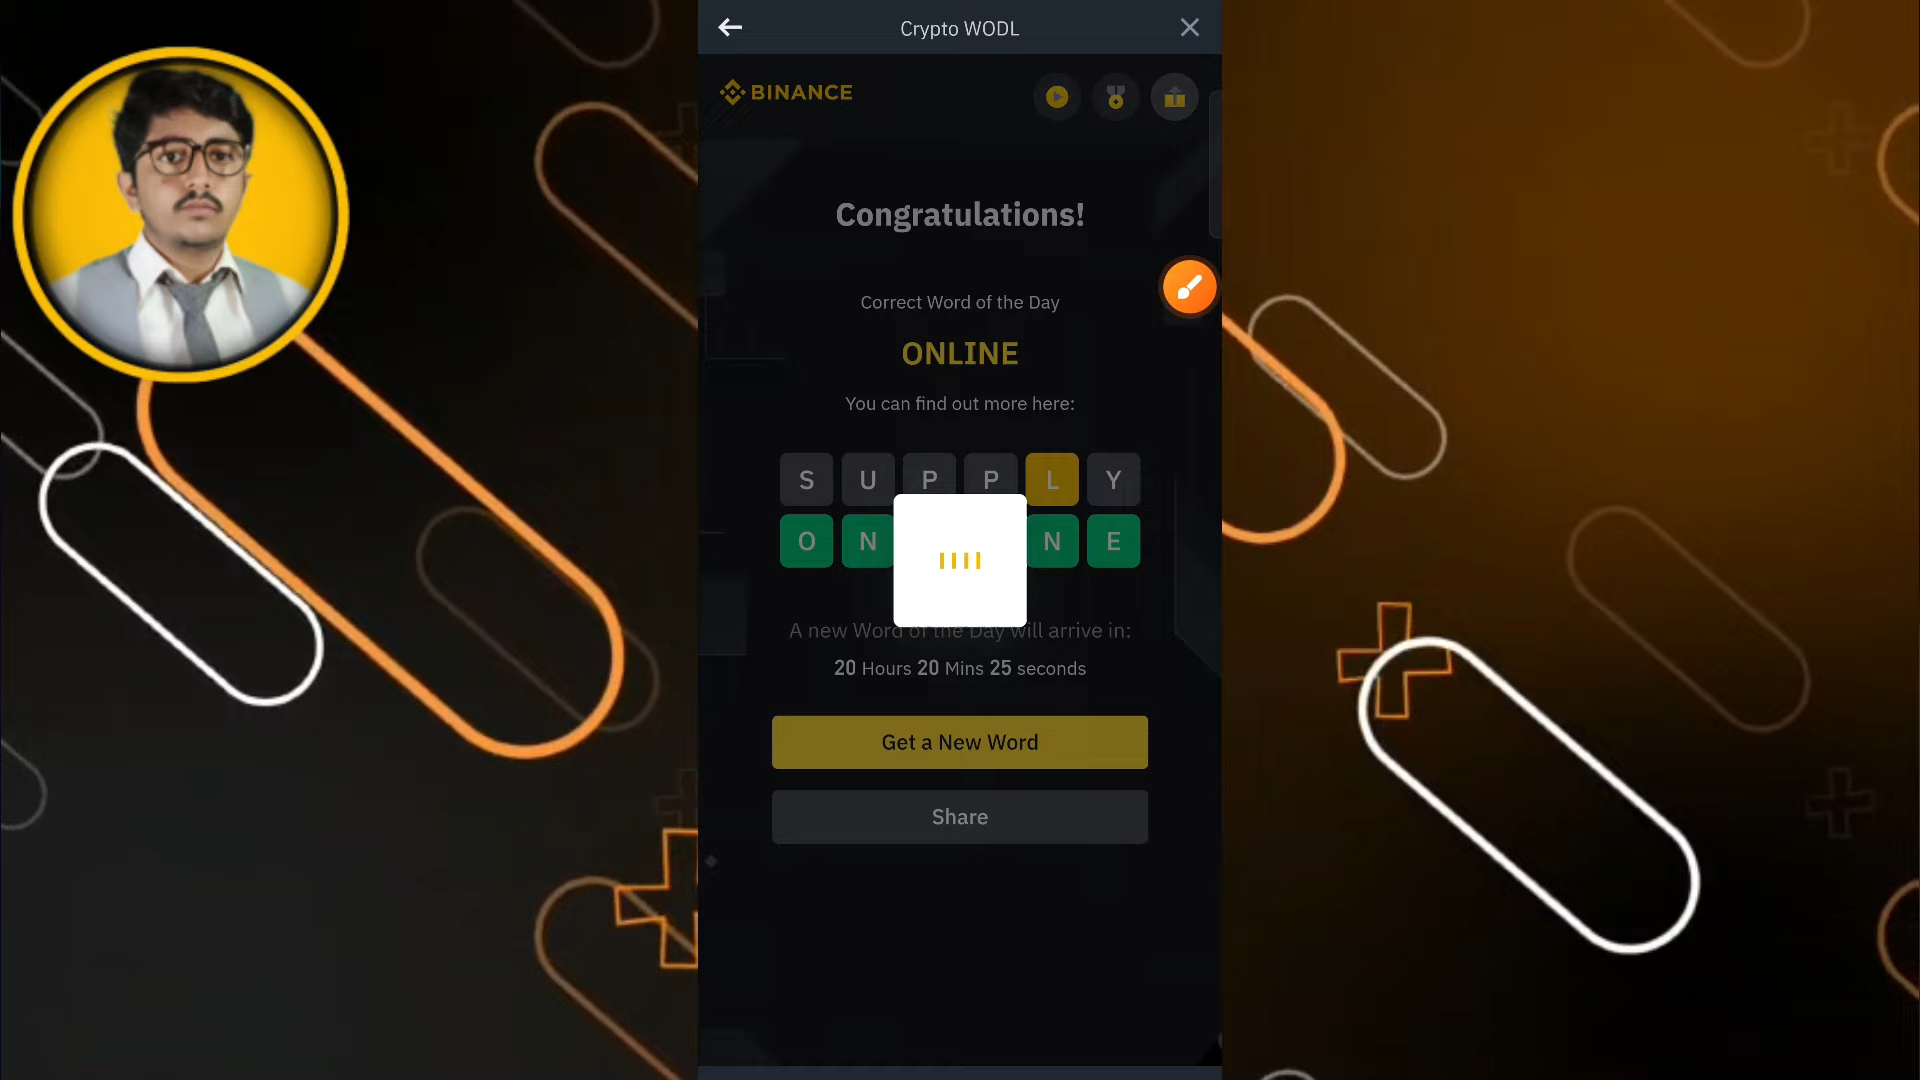 Crypto WODL
BINANCE
Congratulations!
Correct Word of the Day
ONLINE
You can find out more here:
S U P P L Y
O N N E
A new Word of the Day will arrive in:
20 Hours 20 Mins 25 seconds
Get a New Word
Share